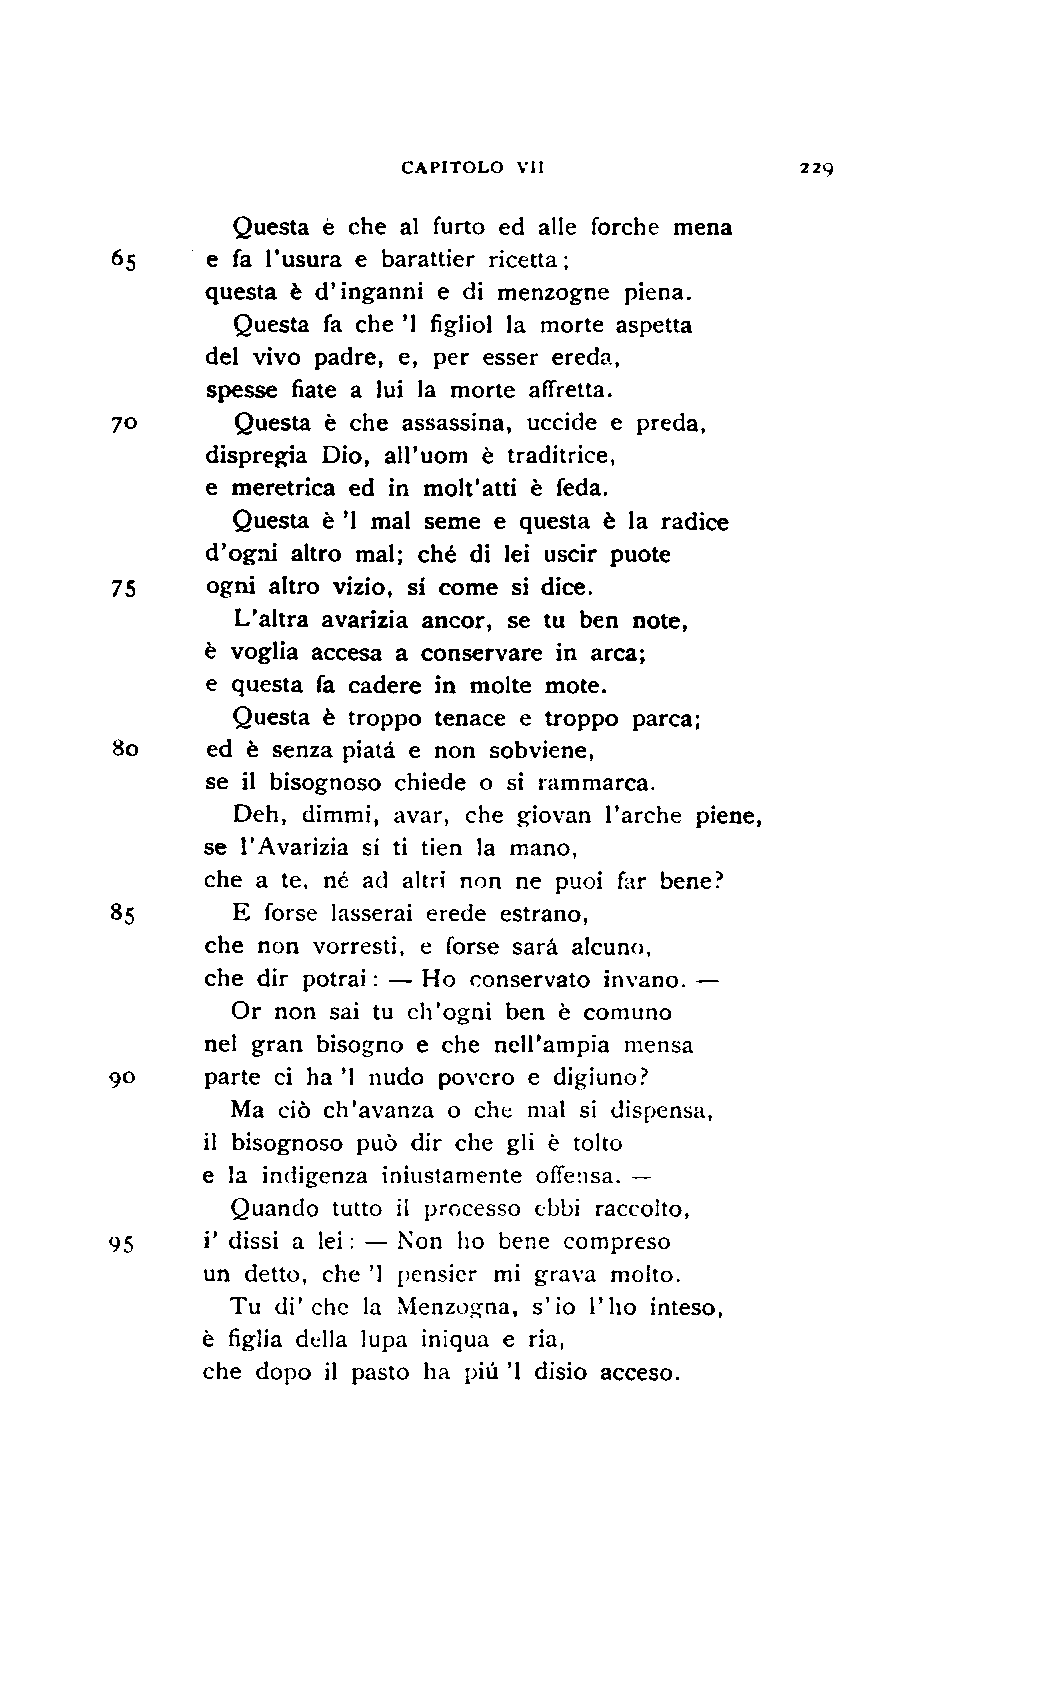 CAPITOLO VII 229
Questa è che al furto ed alle forche mena
65 e fa l'usura e barattier ricetta;
questa è d'inganni e di menzogne piena.
Questa fa che 'l figliol la morte aspetta
del vivo padre, e, per esser ereda,
spesse fiate a lui la morte affretta.
70 Questa è che assassina, uccide e preda,
dispregia Dio, all'uom è traditrice,
e meretrica ed in molt'atti è feda.
Questa è 'l mal seme e questa è la radice
d'ogni altro mal; ché di lei uscir puote
75 ogni altro vizio, sí come si dice.
L'altra avarizia ancor, se tu ben note,
è voglia accesa a conservare in arca;
e questa fa cadere in molte mote.
Questa è troppo tenace e troppo parca;
80 ed è senza piatá e non sobviene,
se il bisognoso chiede o si rammarca.
Deh, dimmi, avar, che giovan l'arche piene,
se l'Avarizia sí ti tien la mano,
che a te, né ad altri non ne puoi far bene?
85 E forse lasserai erede estrano,
che non vorresti, e forse sará alcuno,
che dir potrai: — Ho conservato invano. —
Or non sai tu ch'ogni ben è comuno
nel gran bisogno e che nell'ampia mensa
90 parte ci ha 'l nudo povero e digiuno?
Ma ciò ch'avanza o che mal si dispensa,
il bisognoso può dir che gli è tolto
e la indigenza iniustamente offensa. —
Quando tutto il processo ebbi raccolto,
95 i' dissi a lei: — Non ho bene compreso
un detto, che 'l pensier mi grava molto.
Tu di' che la Menzogna, s'io l'ho inteso,
è figlia della lupa iniqua e ria,
che dopo il pasto ha piú 'l disio acceso.